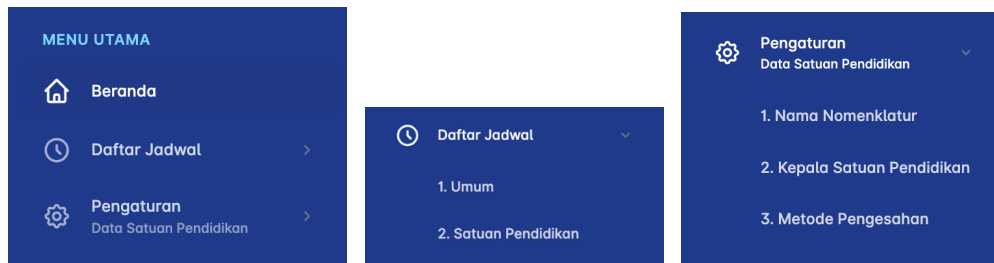 MENU UTAMA
Beranda
Daftar Jadwal
Pengaturan
Data Satuan Pendidikan
Daftar Jadwal
1. Umum
2. Satuan Pendidikan
Pengaturan
Data Satuan Pendidikan
1. Nama Nomenklatur
2. Kepala Satuan Pendidikan
3. Metode Pengesahan